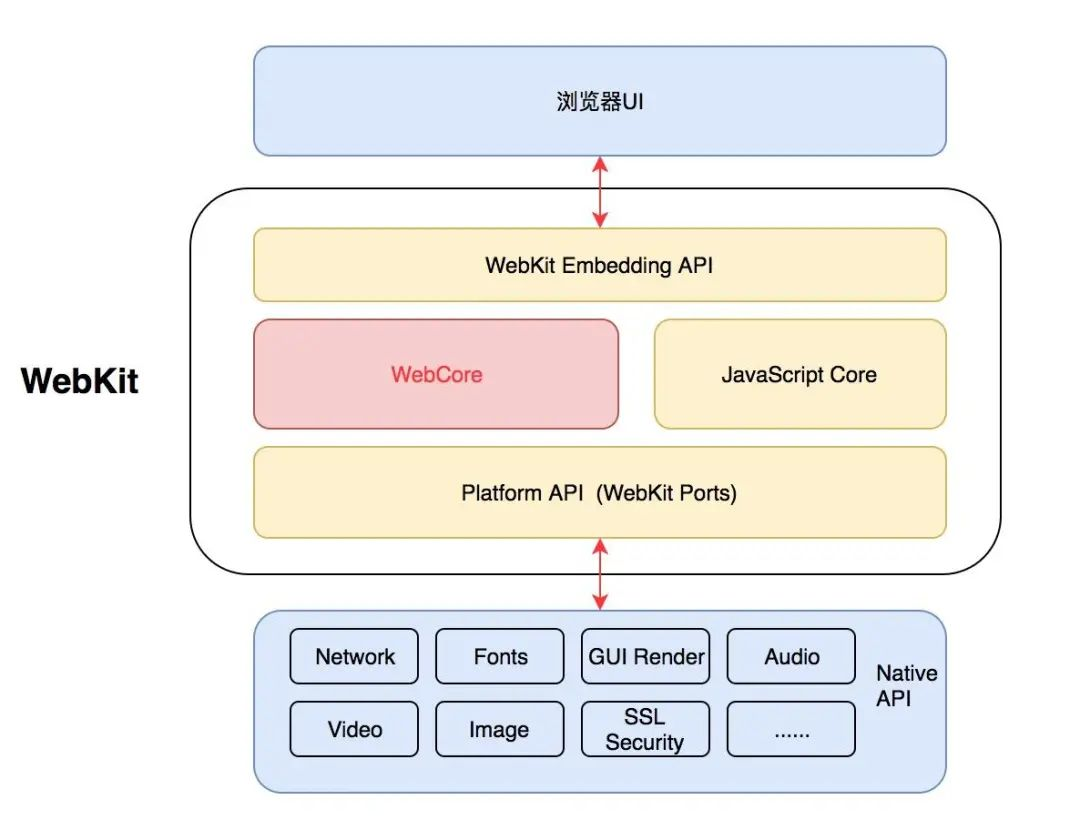 浏览器UI
WebKit Embedding API
WebKit
WebCore
JavaScript Core
Platform API (WebKit Ports)
Network
Fonts
GUI Render
Audio
Native
API
Video
Image
SSL
Security
......